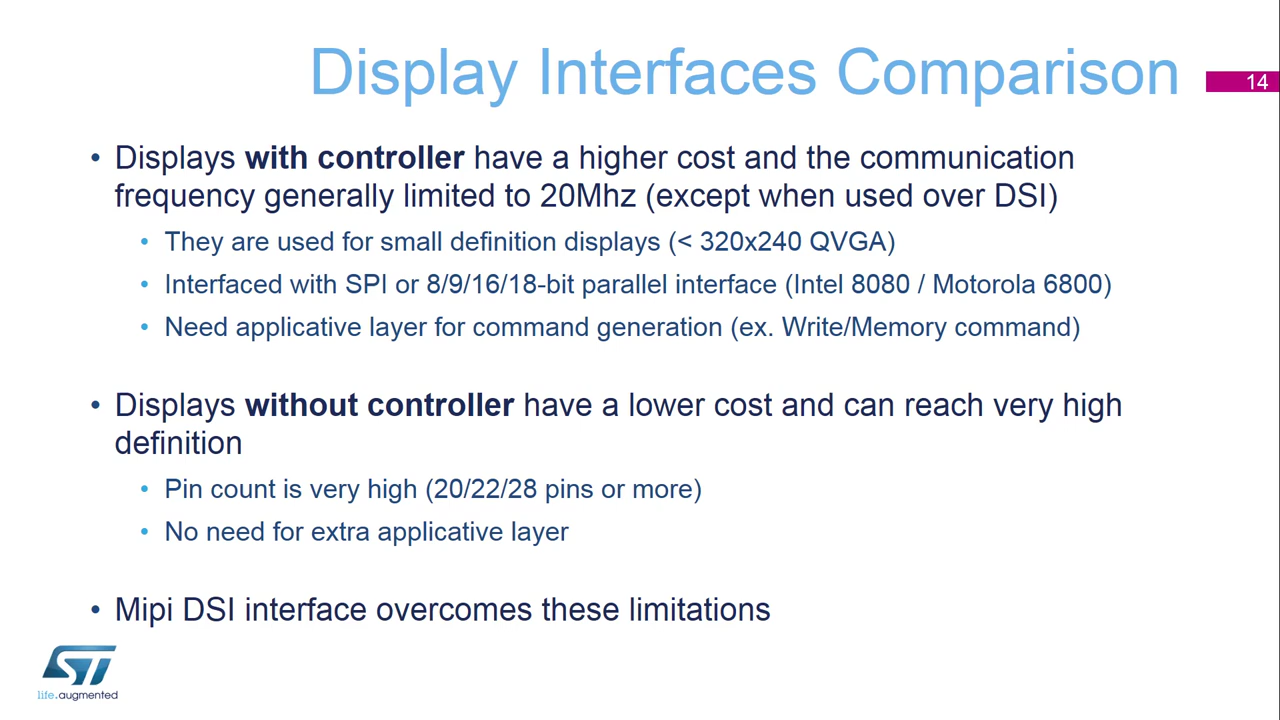 Display Interfaces Comparison
14
• Displays with controller have a higher cost and the communication
frequency generally limited to 20Mhz (except when used over DSI)
• They are used for small definition displays (< 320x240 QVGA)
• Interfaced with SPI or 8/9/16/18-bit parallel interface (Intel 8080 / Motorola 6800)
• Need applicative layer for command generation (ex. Write/Memory command)
• Displays without controller have a lower cost and can reach very high
definition
• Pin count is very high (20/22/28 pins or more)
• No need for extra applicative layer
• Mipi DSI interface overcomes these limitations
ST
life.augmented